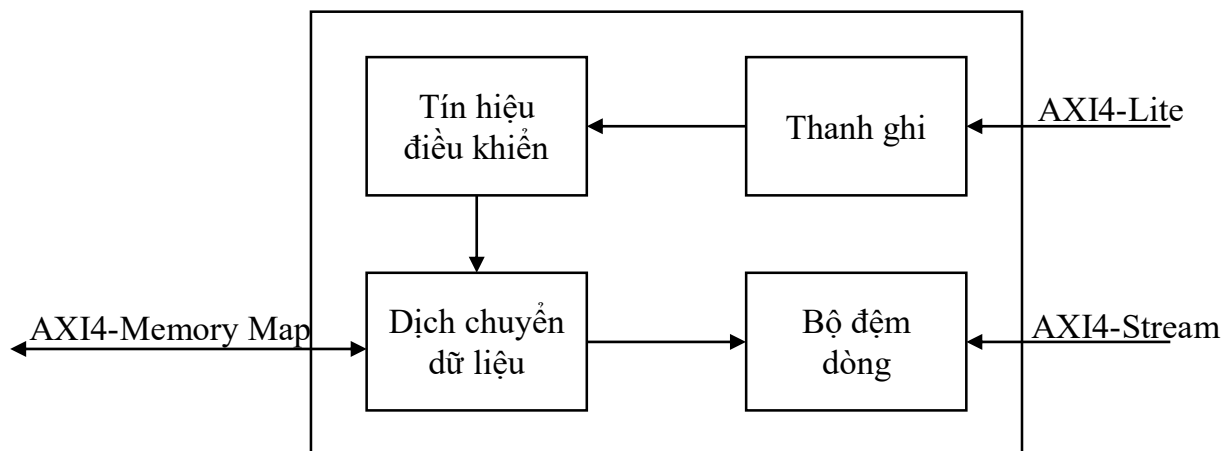 Tín hiệu
điều khiển
Thanh ghi
AXI4-Lite
AXI4-Memory Map
Dịch chuyển
dữ liệu
Bộ đệm
dòng
AXI4-Stream